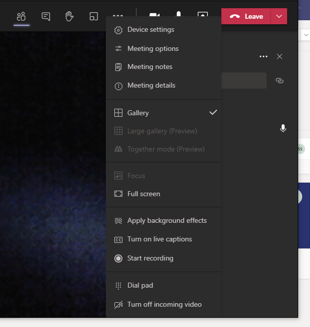 Leave
Device settings
Meeting options
Meeting notes
Meeting details
Gallery
Large gallery (Preview)
Together mode (Preview)
Focus
Full screen
Apply background effects
Turn on live captions
Start recording
Dial pad
Turn off incoming video